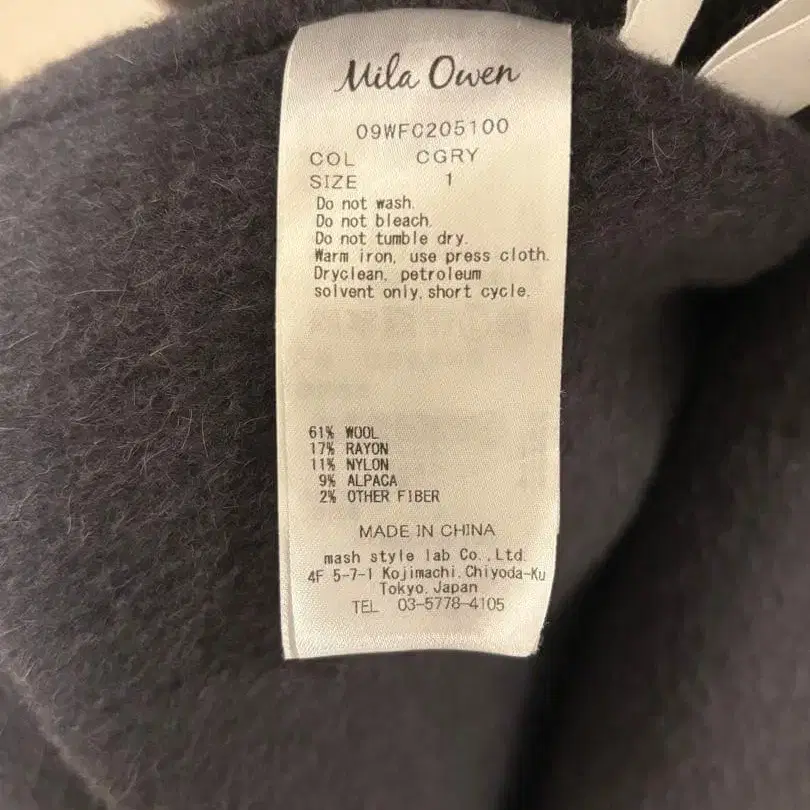 Mila Owen
09WFC205100
COL CGRY
SIZE 1
Do not wash.
Do not bleach.
Do not tumble dry.
Warm iron, use press cloth.
Dryclean, petroleum
solvent only, short cycle.
61% WOOL
17% RAYON
11% NYLON
9% ALPACA
2% OTHER FIBER
MADE IN CHINA
mash style lab Co.,Ltd.
4F 5-7-1 Kojimachi,Chiyoda-Ku
Tokyo,Japan
TEL 03-5778-4105